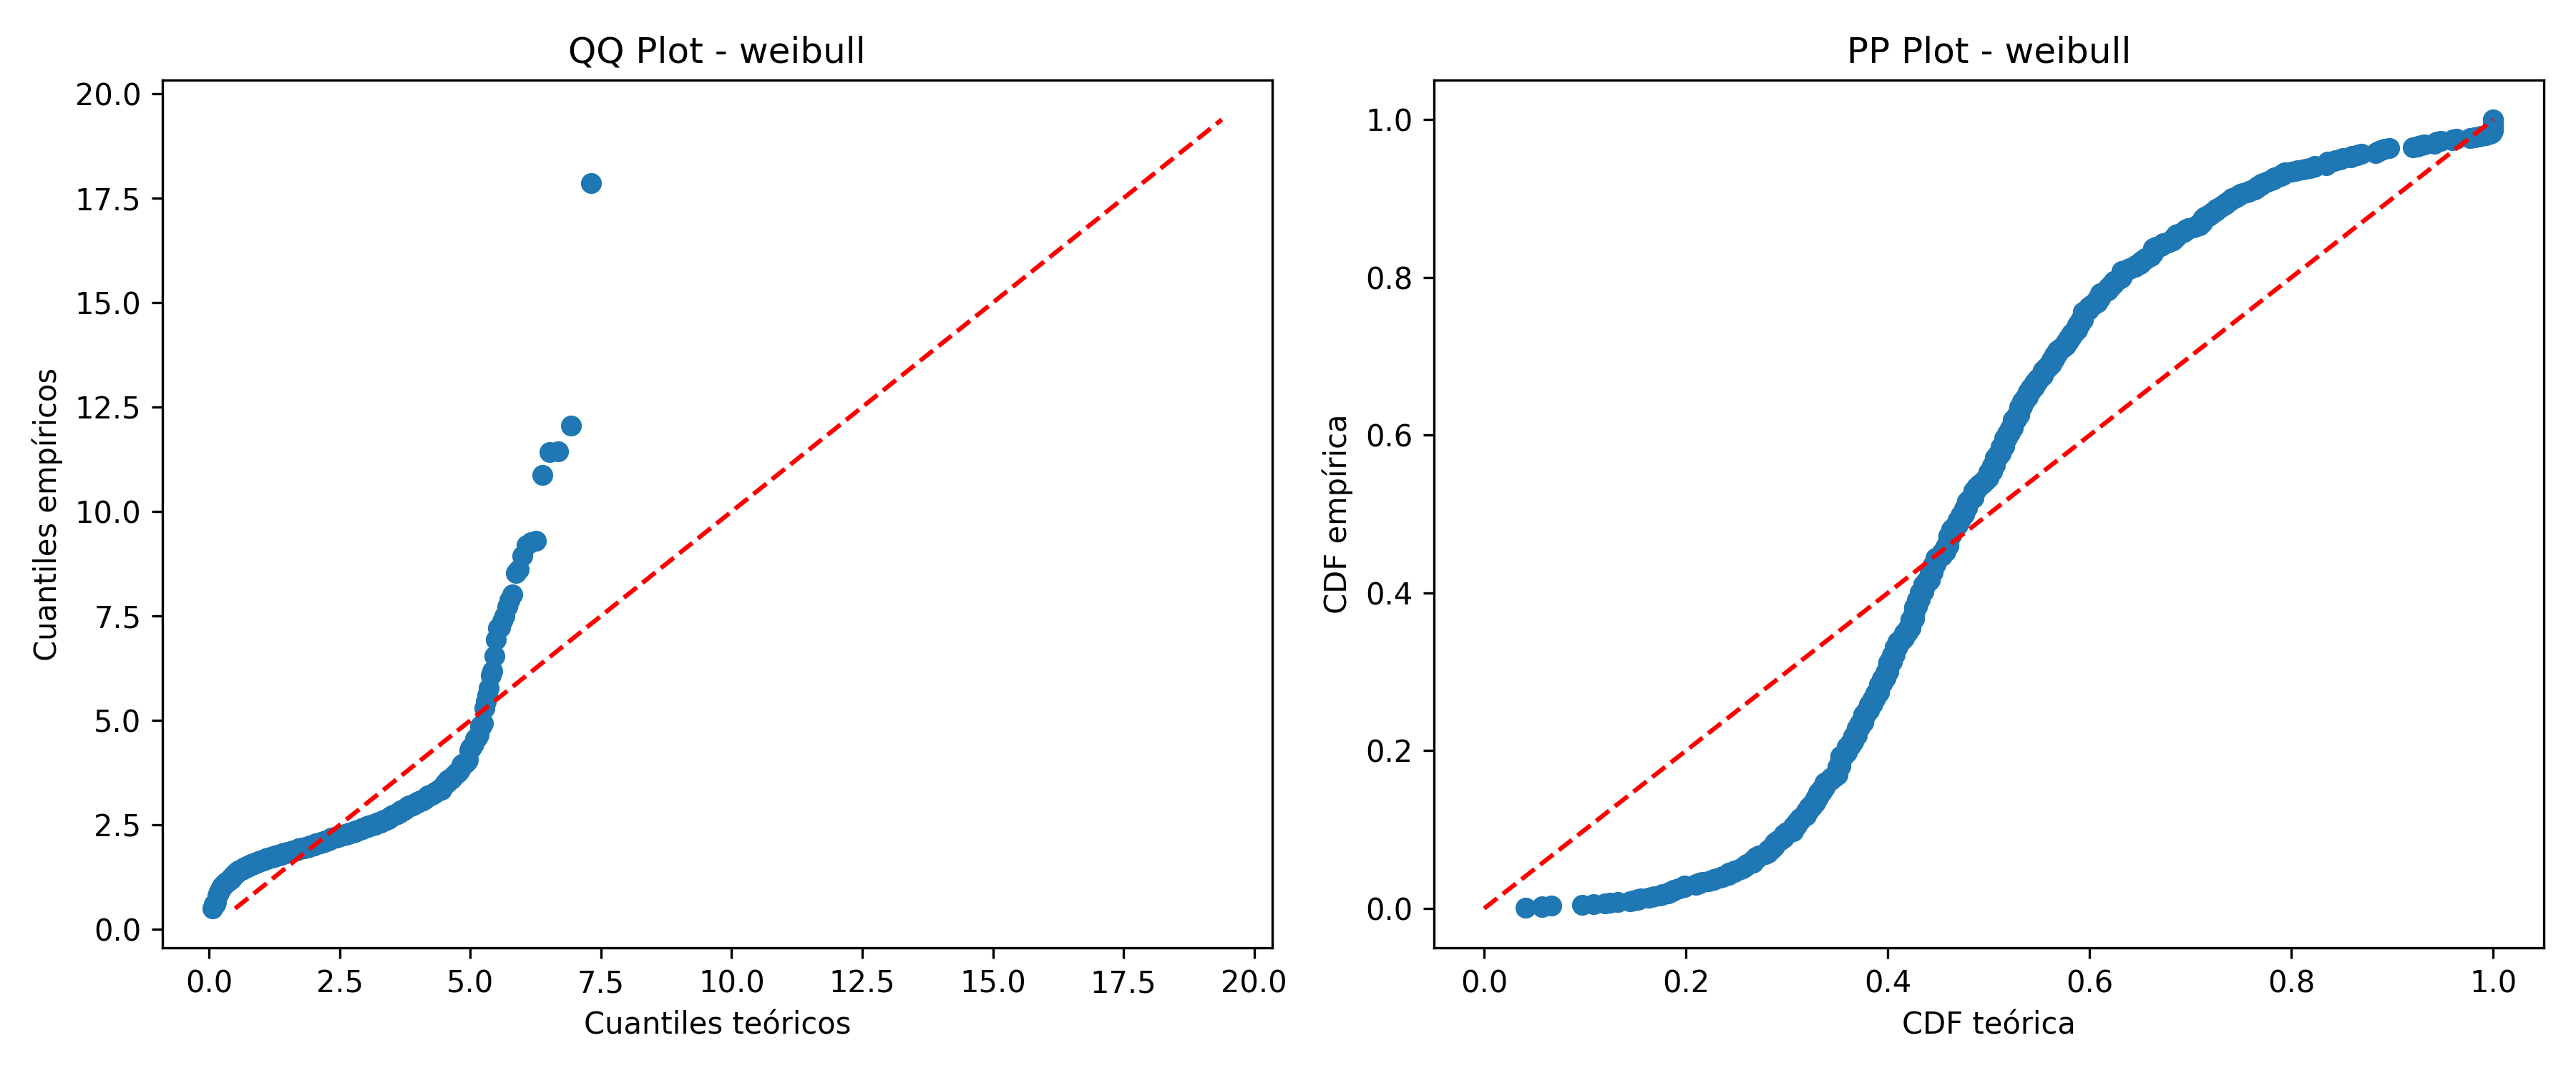 QQ Plot - weibull
20.0
17.5
15.0
12.5
10.0
7.5
5.0
2.5
0.0
Cuantiles empíricos
0.0 2.5 5.0 7.5 10.0 12.5 15.0 17.5 20.0
Cuantiles teóricos
PP Plot - weibull
1.0
0.8
0.6
0.4
0.2
0.0
CDF empírica
0.0 0.2 0.4 0.6 0.8 1.0
CDF teórica